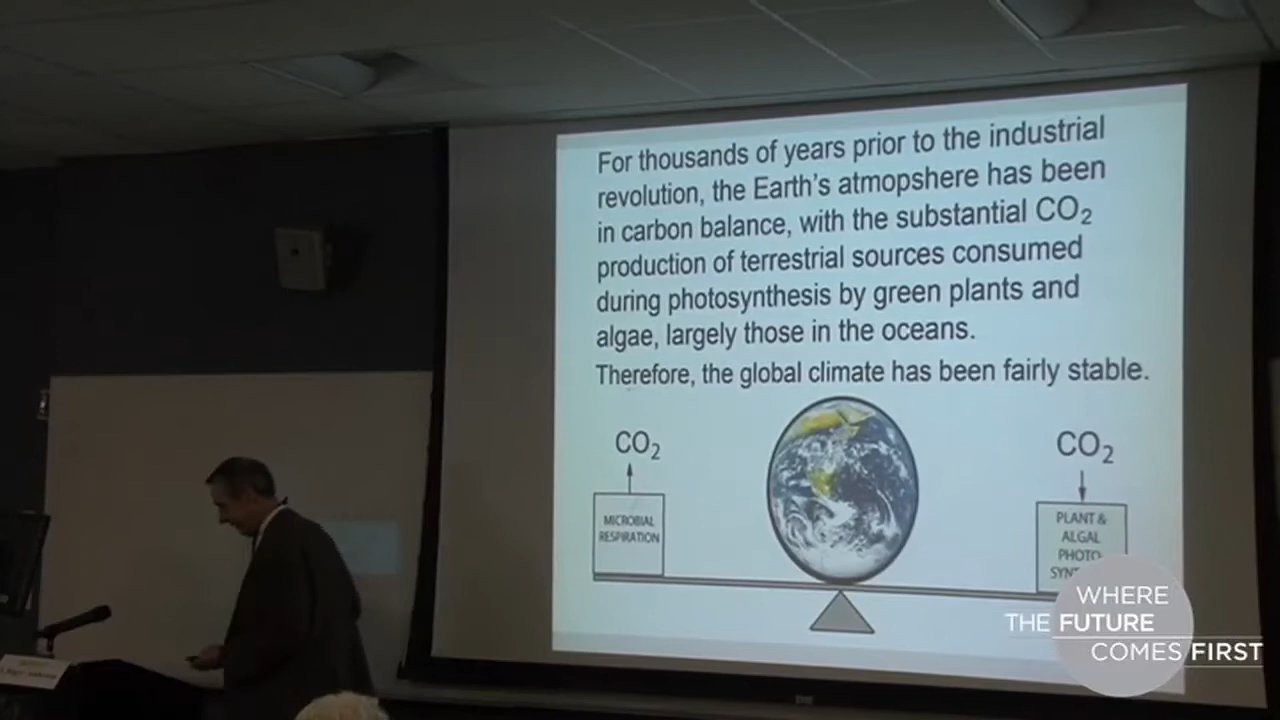 For thousands of years prior to the industrial
revolution, the Earth's atmopshere has been
in carbon balance, with the substantial CO₂
production of terrestrial sources consumed
during photosynthesis by green plants and
algae, largely those in the oceans.
Therefore, the global climate has been fairly stable.
CO₂
MICROBIAL
RESPIRATION
CO₂
PLANT &
ALGAL
PHOTO
WHERE
THE FUTURE
COMES FIRST